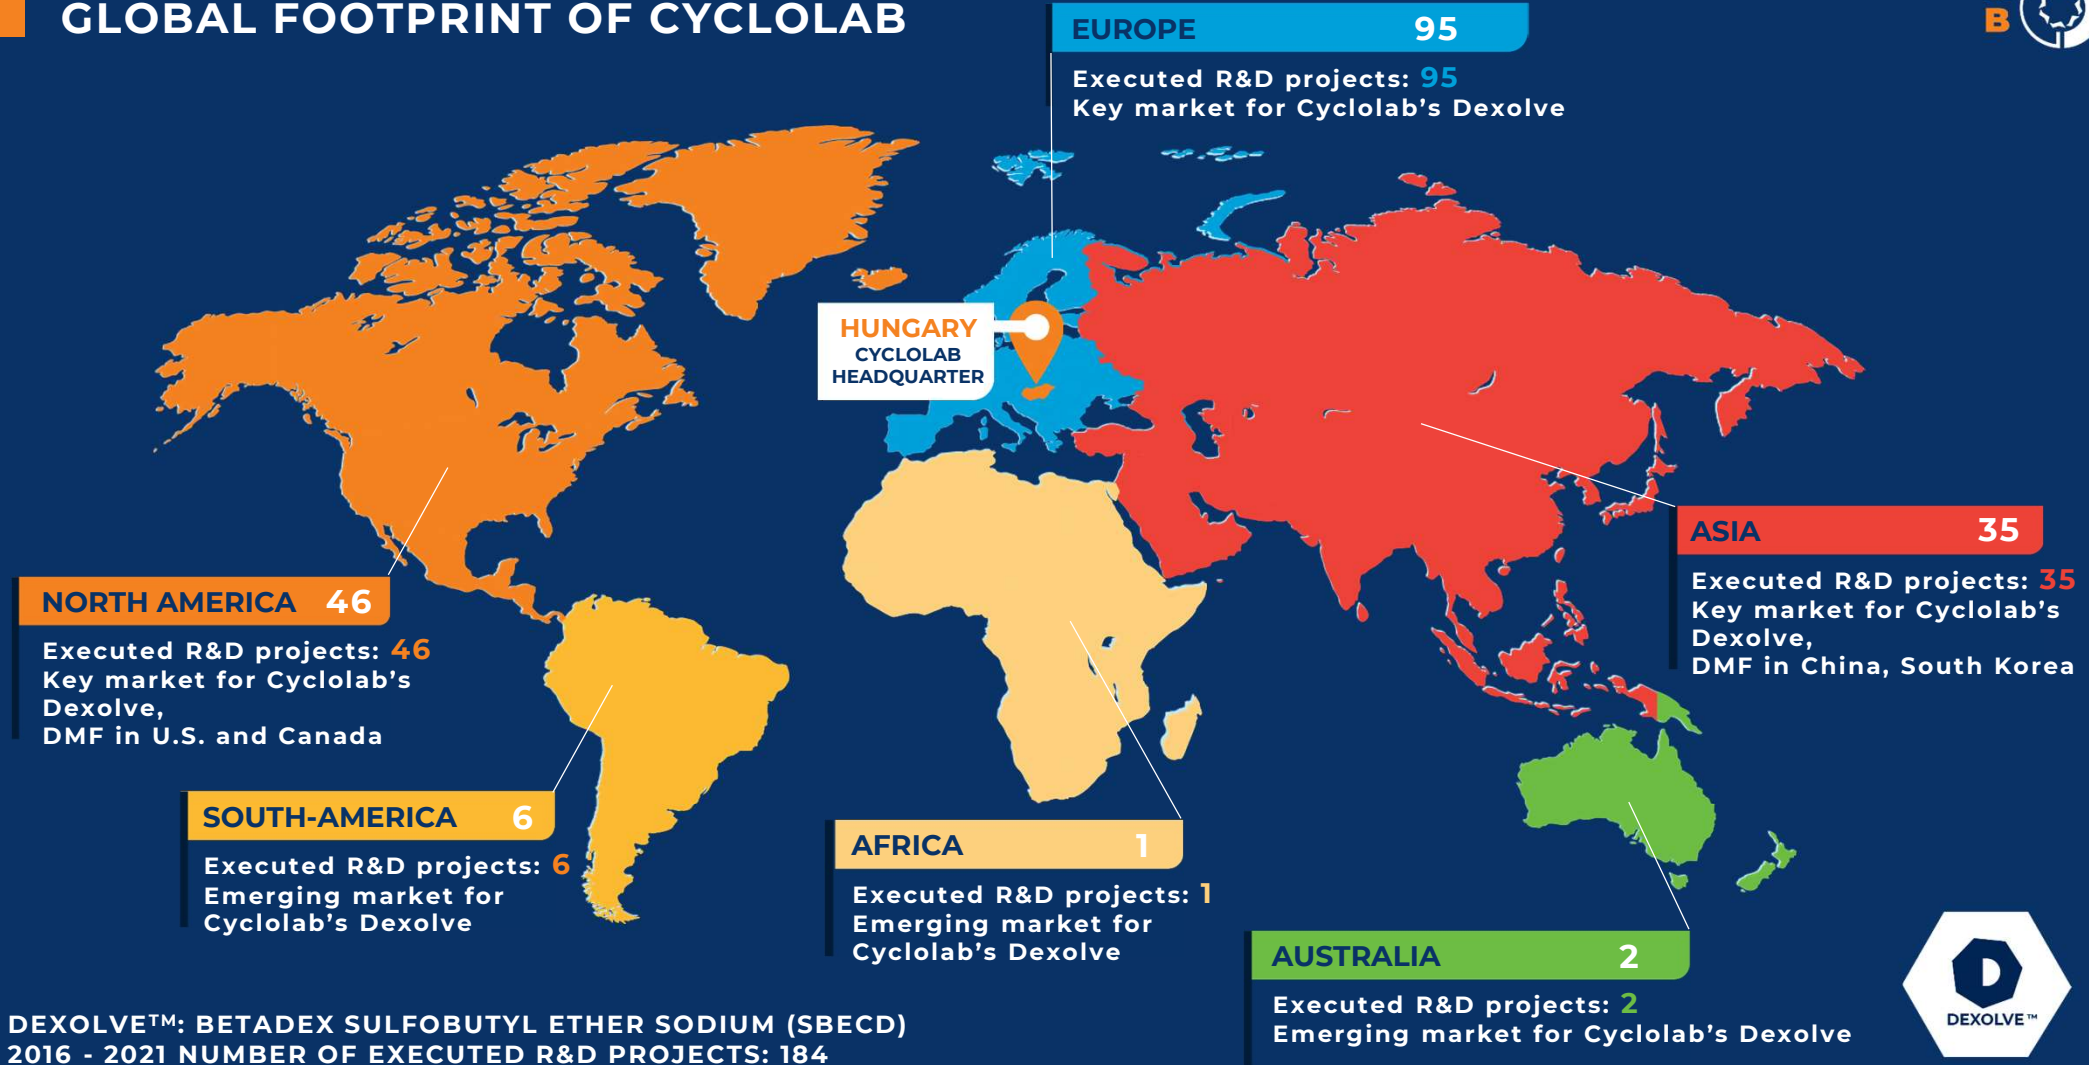 GLOBAL FOOTPRINT OF CYCLOLAB
B
EUROPE 95
Executed R&D projects: 95
Key market for Cyclolab's Dexolve
HUNGARY
CYCLOLAB
HEADQUARTER
ASIA 35
Executed R&D projects: 35
Key market for Cyclolab's
Dexolve,
DMF in China, South Korea
NORTH AMERICA 46
Executed R&D projects: 46
Key market for Cyclolab's
Dexolve,
DMF in U.S. and Canada
SOUTH-AMERICA 6
Executed R&D projects: 6
Emerging market for
Cyclolab's Dexolve
AFRICA 1
Executed R&D projects: 1
Emerging market for
Cyclolab's Dexolve
AUSTRALIA 2
Executed R&D projects: 2
Emerging market for Cyclolab's Dexolve
D
DEXOLVE™
DEXOLVE™: BETADEX SULFOBUTYL ETHER SODIUM (SBECD)
2016 - 2021 NUMBER OF EXECUTED R&D PROJECTS: 184